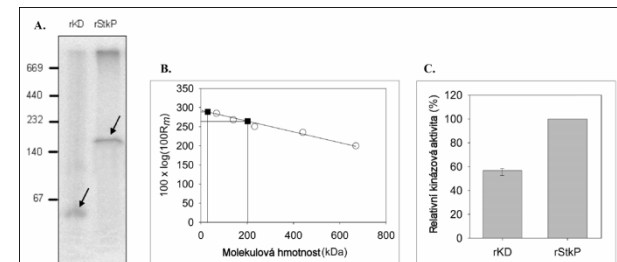 A.
rKD rStkP
669
440
232
140
67
B.
100 x log(100Rm)
350
300
250
200
150
100
50
0
0 200 400 600 800
Molekulová hmotnost (kDa)
C.
Relativní kinázová aktivita (%)
120
100
80
60
40
20
0
rKD rStkP